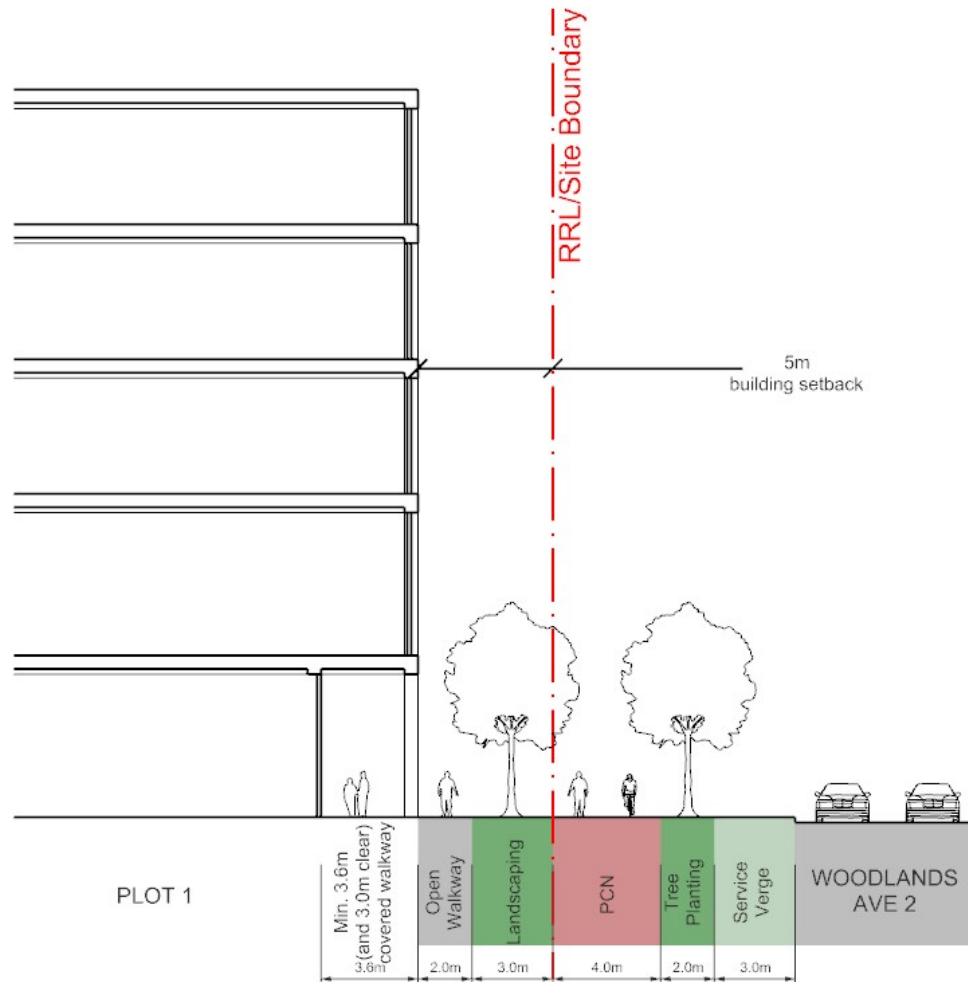 RRL/Site Boundary
5m
building setback
PLOT 1
Min. 3.6m
(and 3.0m clear)
covered walkway
Open
Walkway
Landscaping
PCN
Tree
Planting
Service
Verge
WOODLANDS
AVE 2
3.6m
2.0m
3.0m
4.0m
2.0m
3.0m